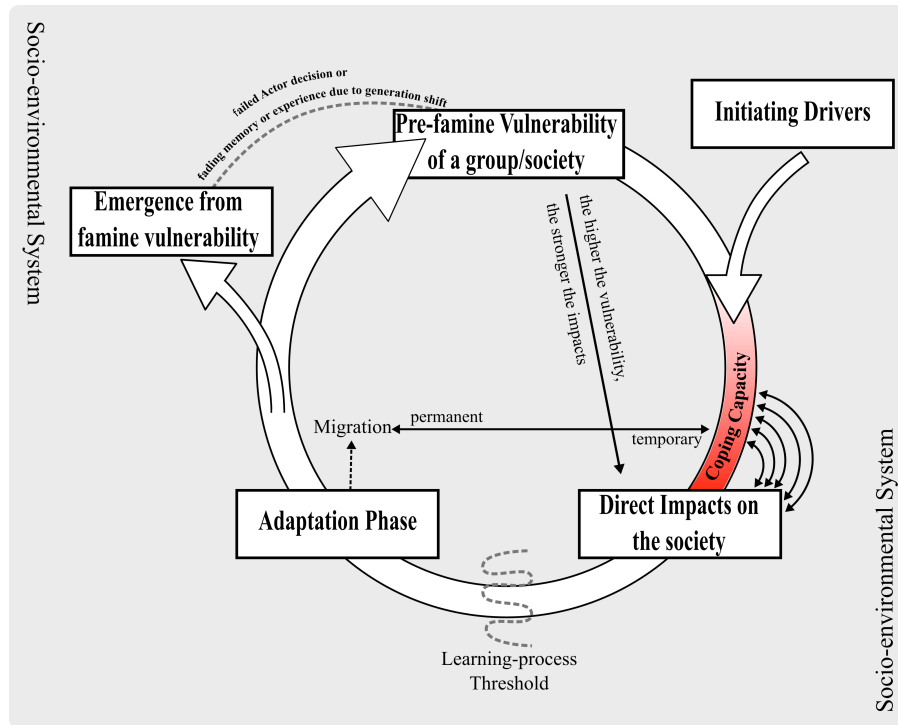 Socio-environmental System
failed Actor decision or
fading memory or experience due to generation shift
Pre-famine Vulnerability
of a group/society
Initiating Drivers
Emergence from
famine vulnerability
the higher the vulnerability,
the stronger the impacts
Coping Capacity
Migration
permanent
temporary
Adaptation Phase
Direct Impacts on
the society
Learning-process
Threshold
Socio-environmental System